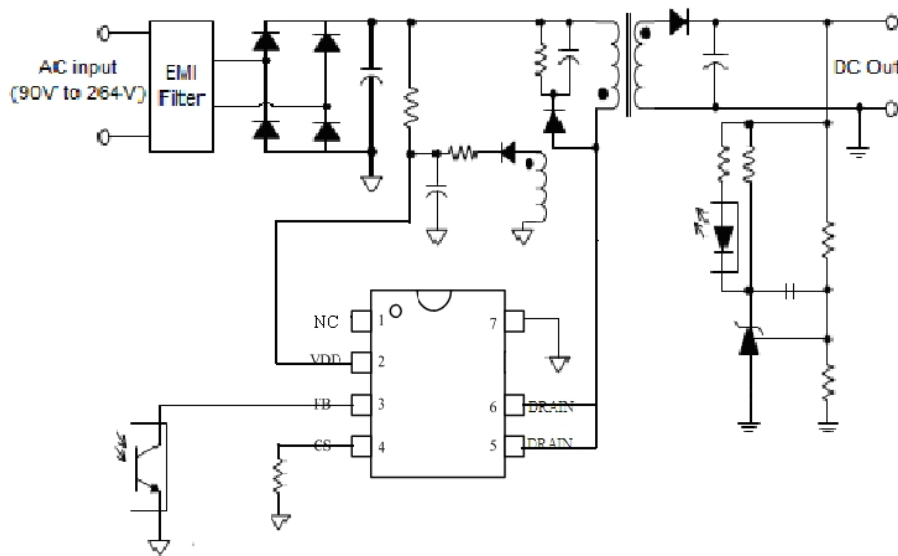 AC input
(90V to 264V)
EMI
Filter
DC Out
NC
1
7
VDD
2
FB
3
6
DRAIN
CS
4
5
DRAIN